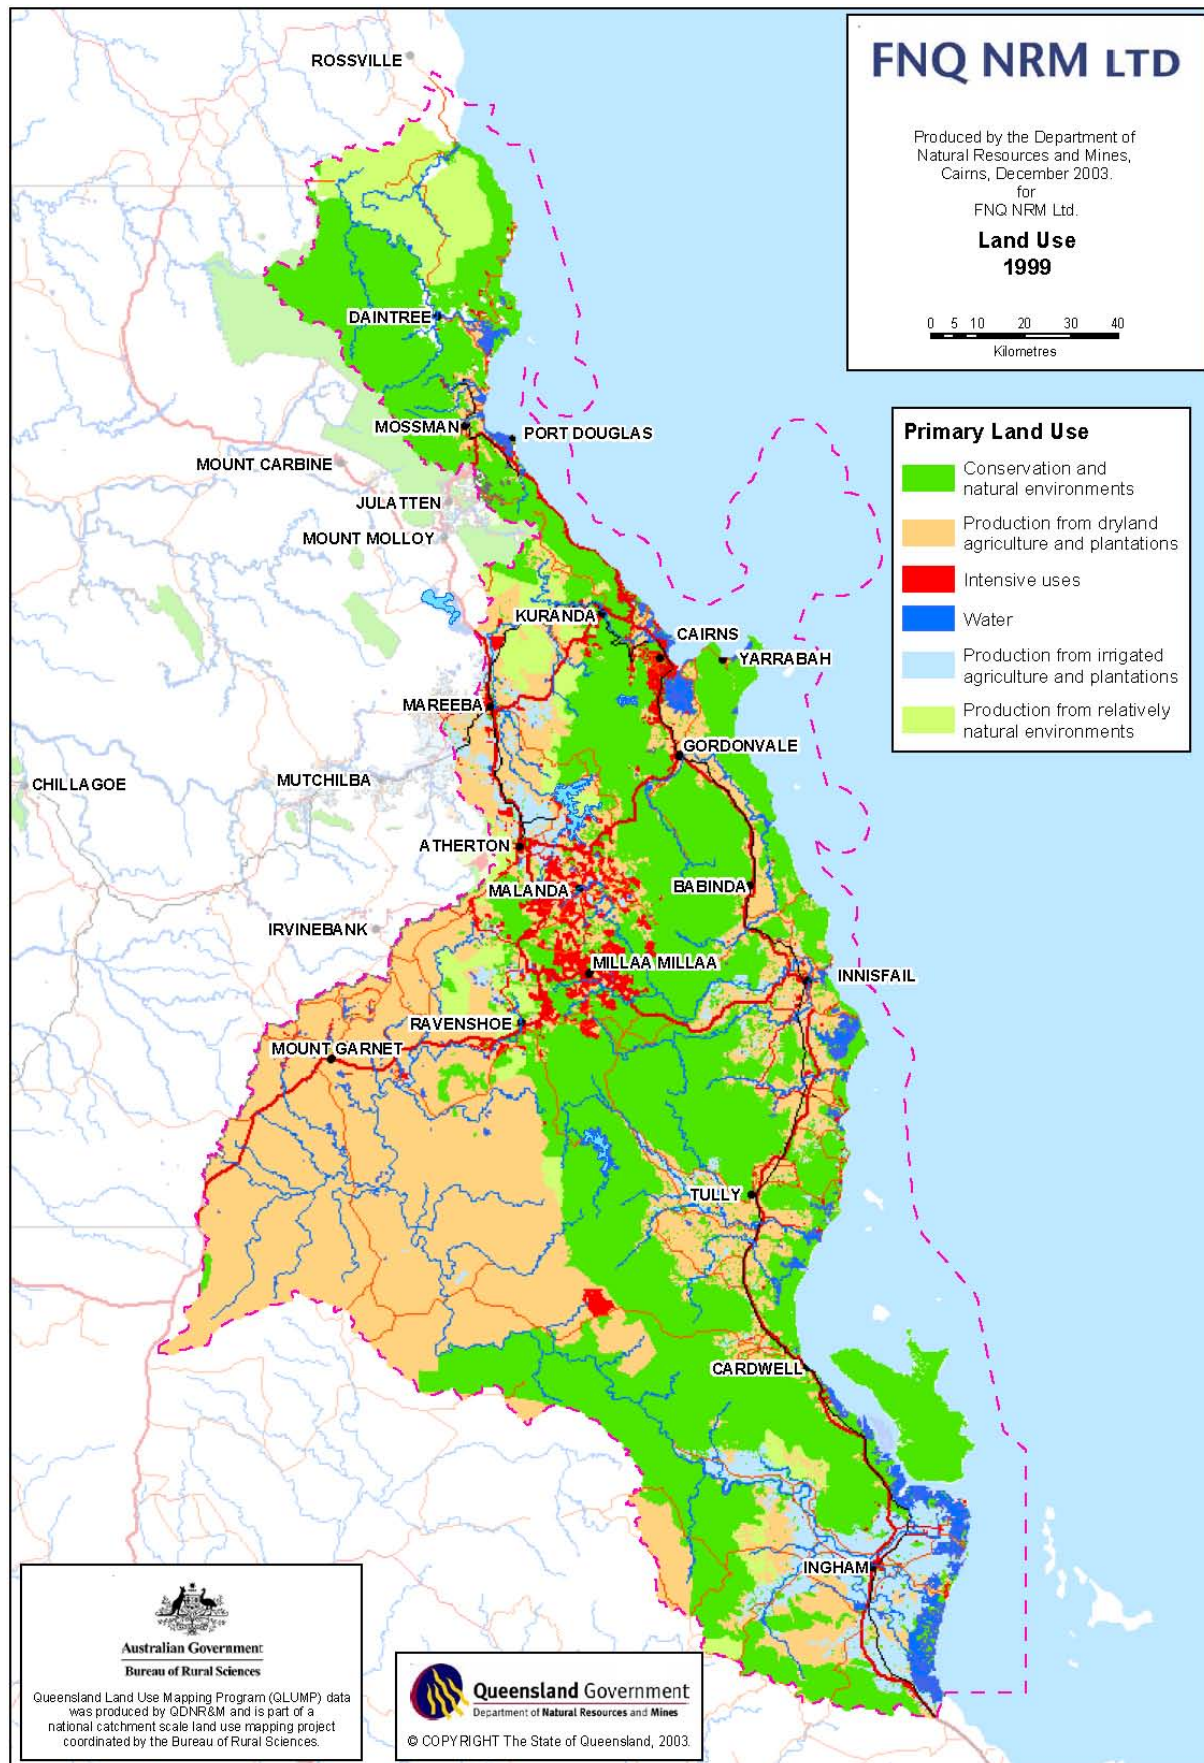 FNQ NRM LTD
Produced by the Department of
Natural Resources and Mines,
Cairns, December 2003.
for
FNQ NRM Ltd.
Land Use
1999
0 5 10 20 30 40
Kilometres
Primary Land Use
Conservation and
natural environments
Production from dryland
agriculture and plantations
Intensive uses
Water
Production from irrigated
agriculture and plantations
Production from relatively
natural environments
ROSSVILLE
DAINTREE
MOSSMAN
PORT DOUGLAS
MOUNT CARBINE
JULATTEN
MOUNT MOLLOY
KURANDA
CAIRNS
YARRABAH
MAREEBA
GORDONVALE
CHILLAGOE
MUTCHILBA
ATHERTON
MALANDA
BABINDA
IRVINEBANK
MILLAA MILLAA
INNISFAIL
RAVENSHOE
MOUNT GARNET
TULLY
CARDWELL
INGHAM
Australian Government
Bureau of Rural Sciences
Queensland Land Use Mapping Program (QLUMP) data
was produced by QDNR&M and is part of a
national catchment scale land use mapping project
coordinated by the Bureau of Rural Sciences.
Queensland Government
Department of Natural Resources and Mines
© COPYRIGHT The State of Queensland, 2003.